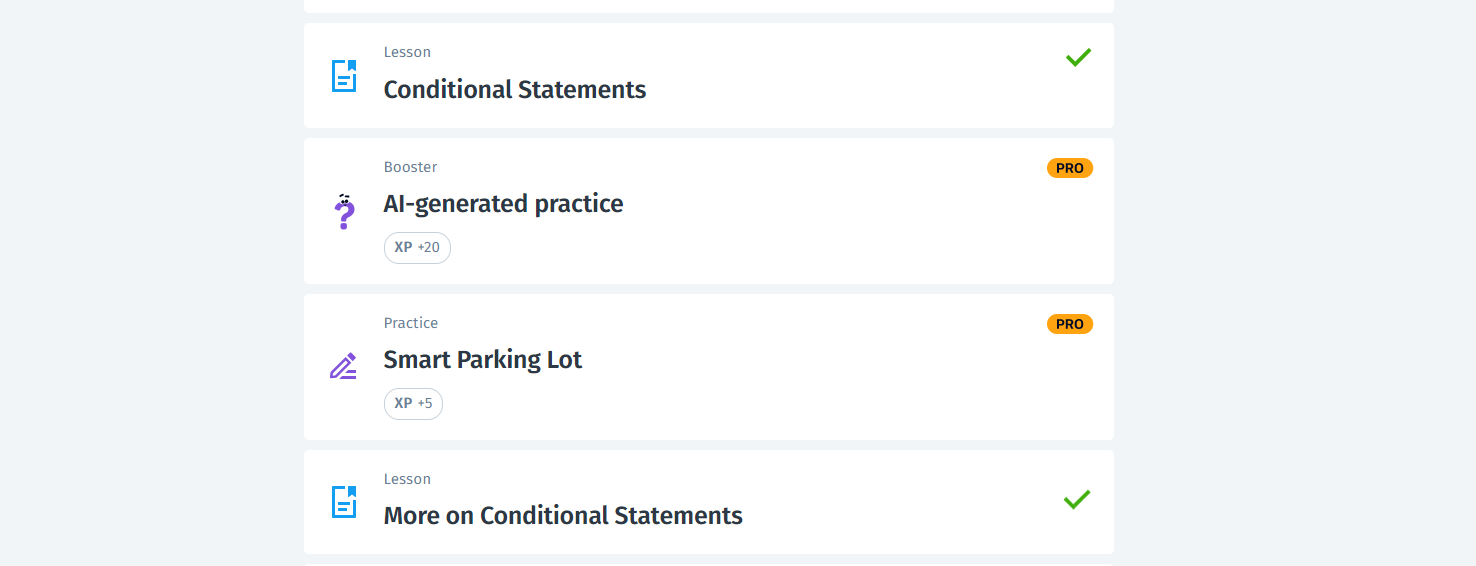 Lesson
Conditional Statements
Booster
PRO
AI-generated practice
XP +20
Practice
PRO
Smart Parking Lot
XP +5
Lesson
More on Conditional Statements